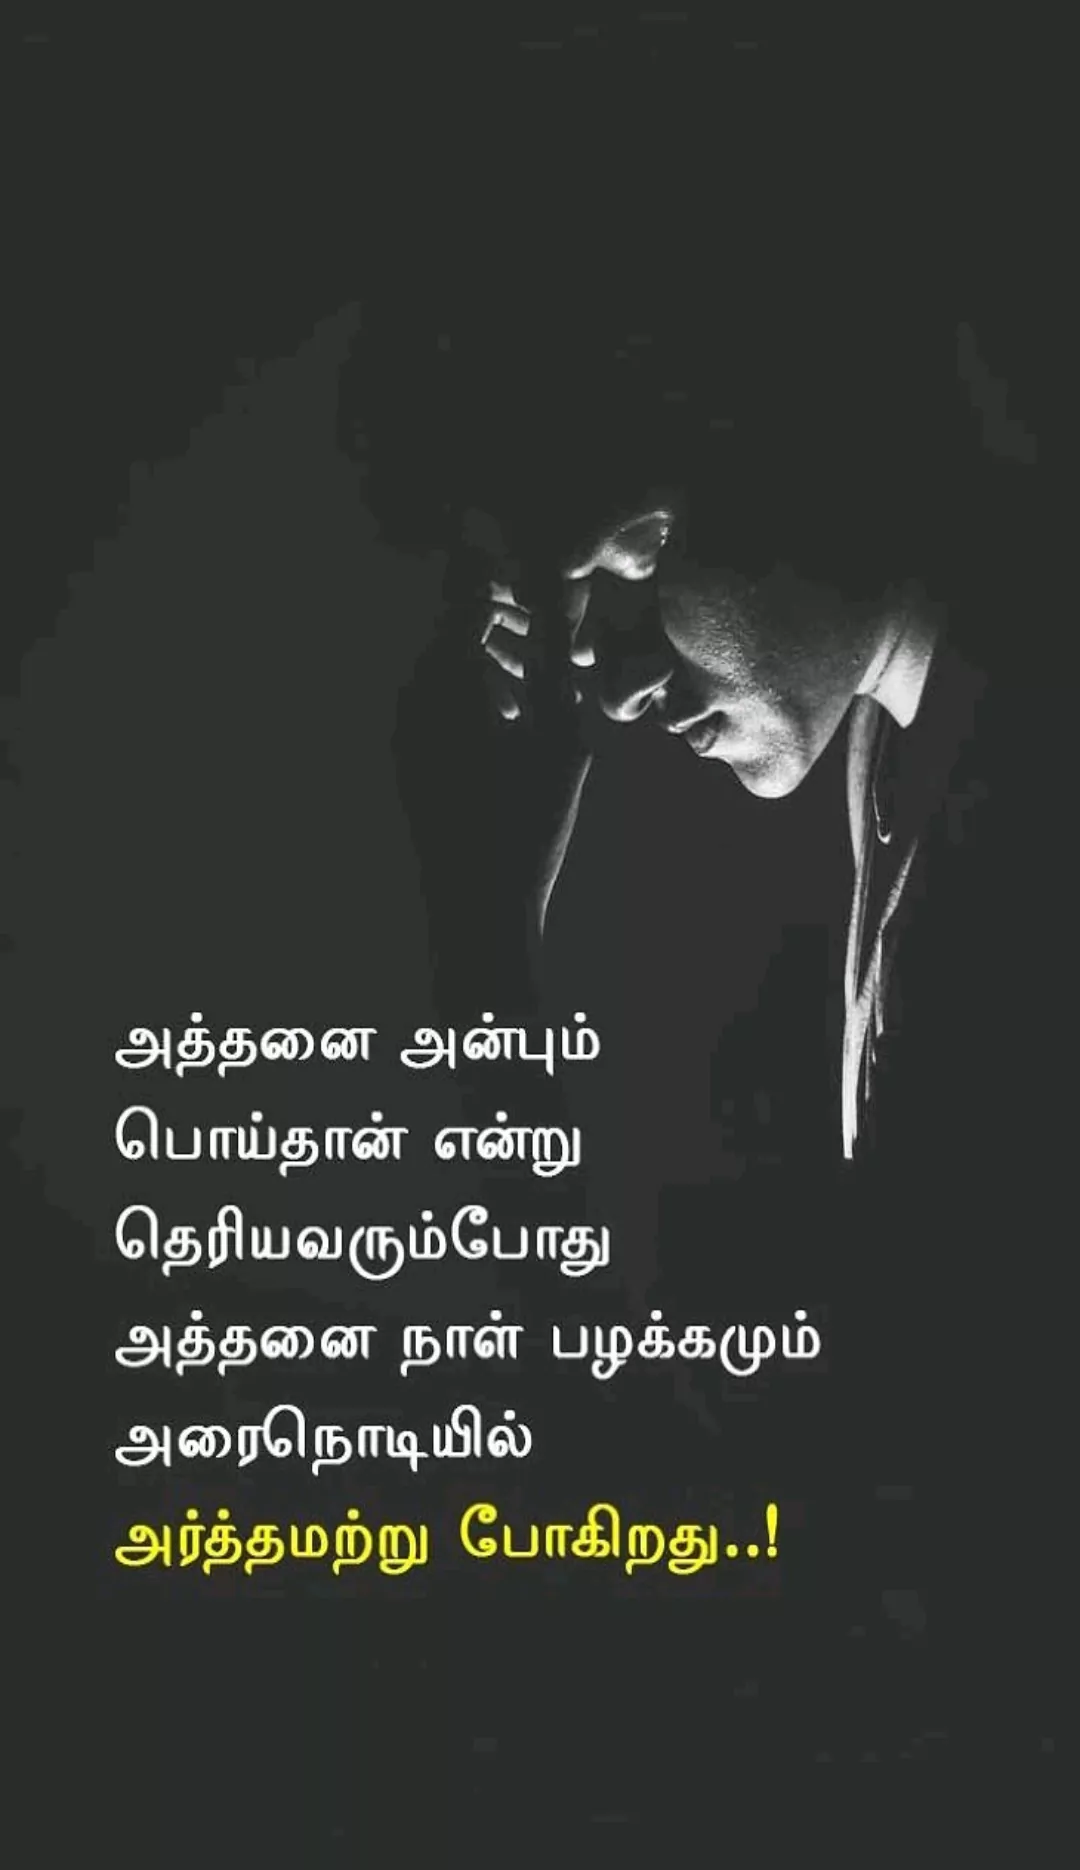 அத்தனை அன்பும்
பொய்தான் என்று
தெரியவரும்போது
அத்தனை நாள் பழக்கமும்
அரைநொடியில்
அர்த்தமற்று போகிறது..!